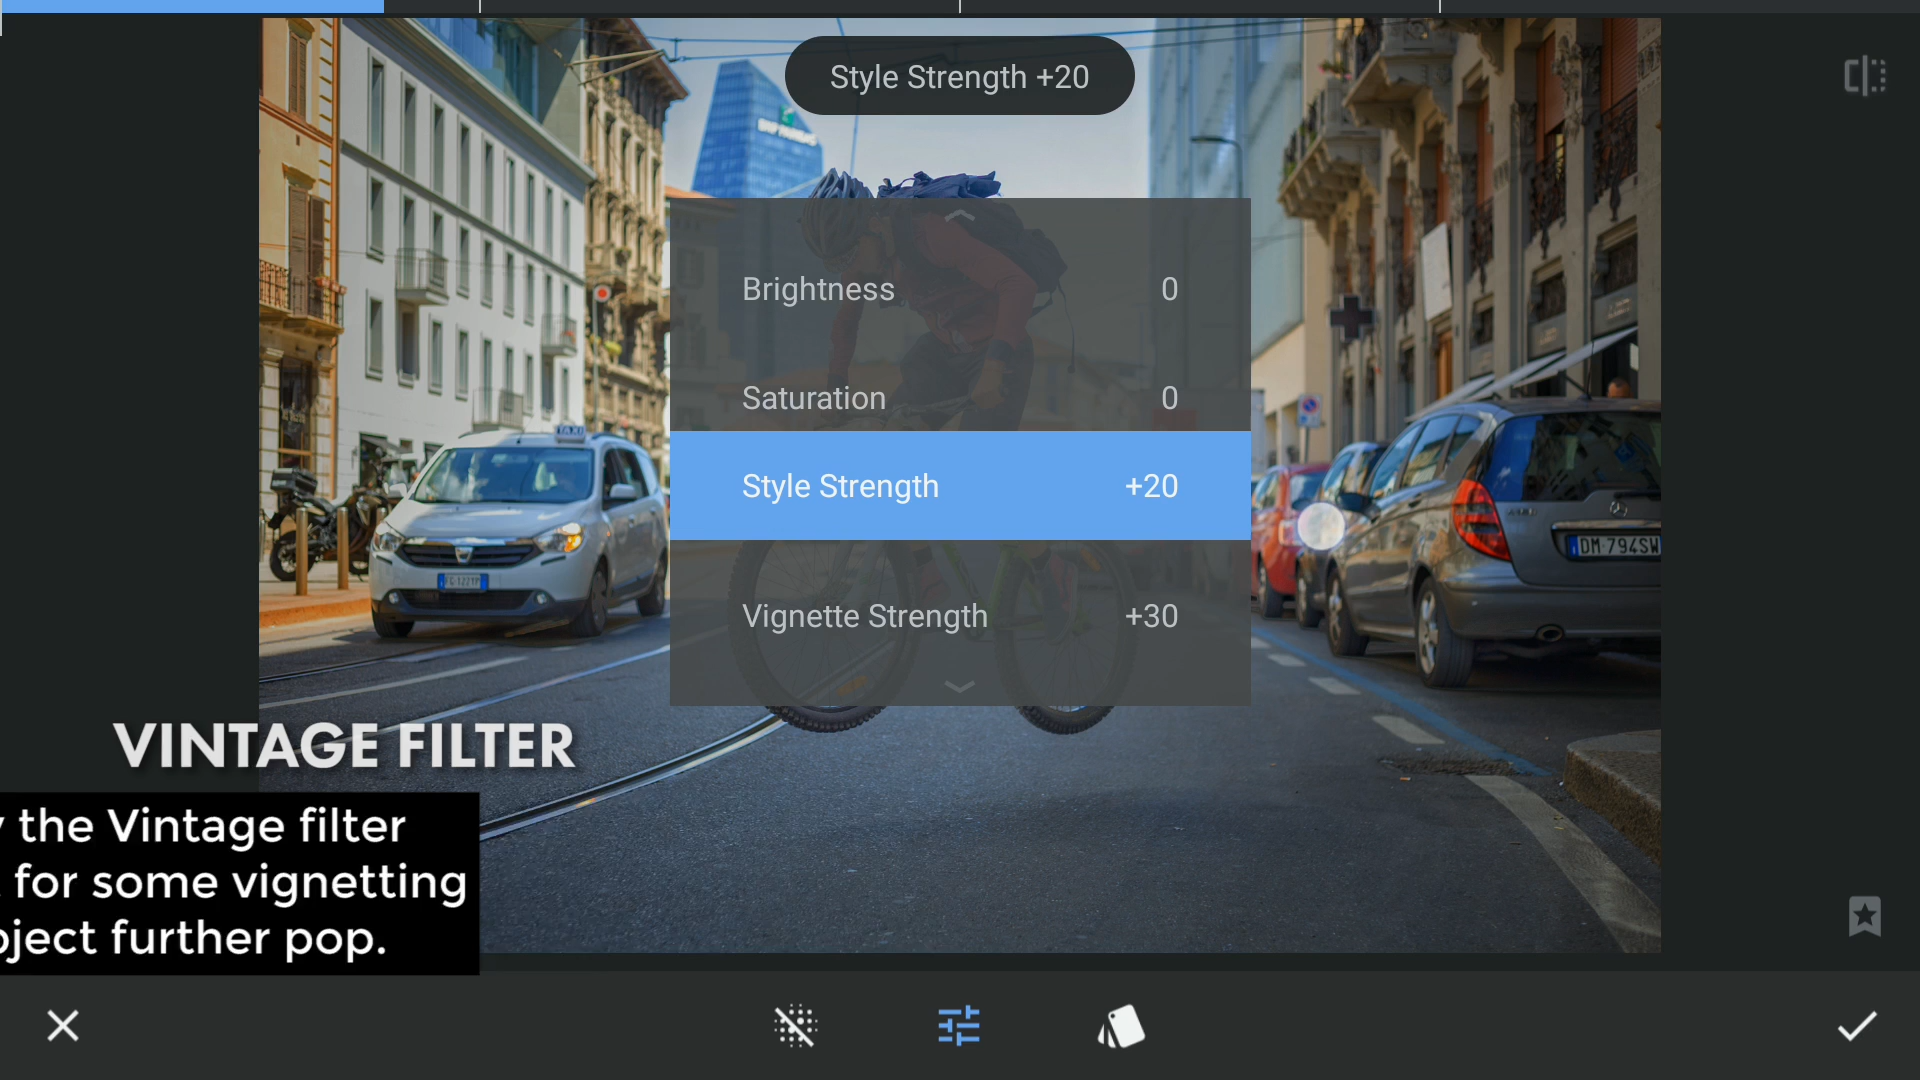 Style Strength +20
Brightness 0
Saturation 0
Style Strength +20
Vignette Strength +30
TAXI
DM 794SW
VINTAGE FILTER
the Vintage filter
for some vignetting
further pop.